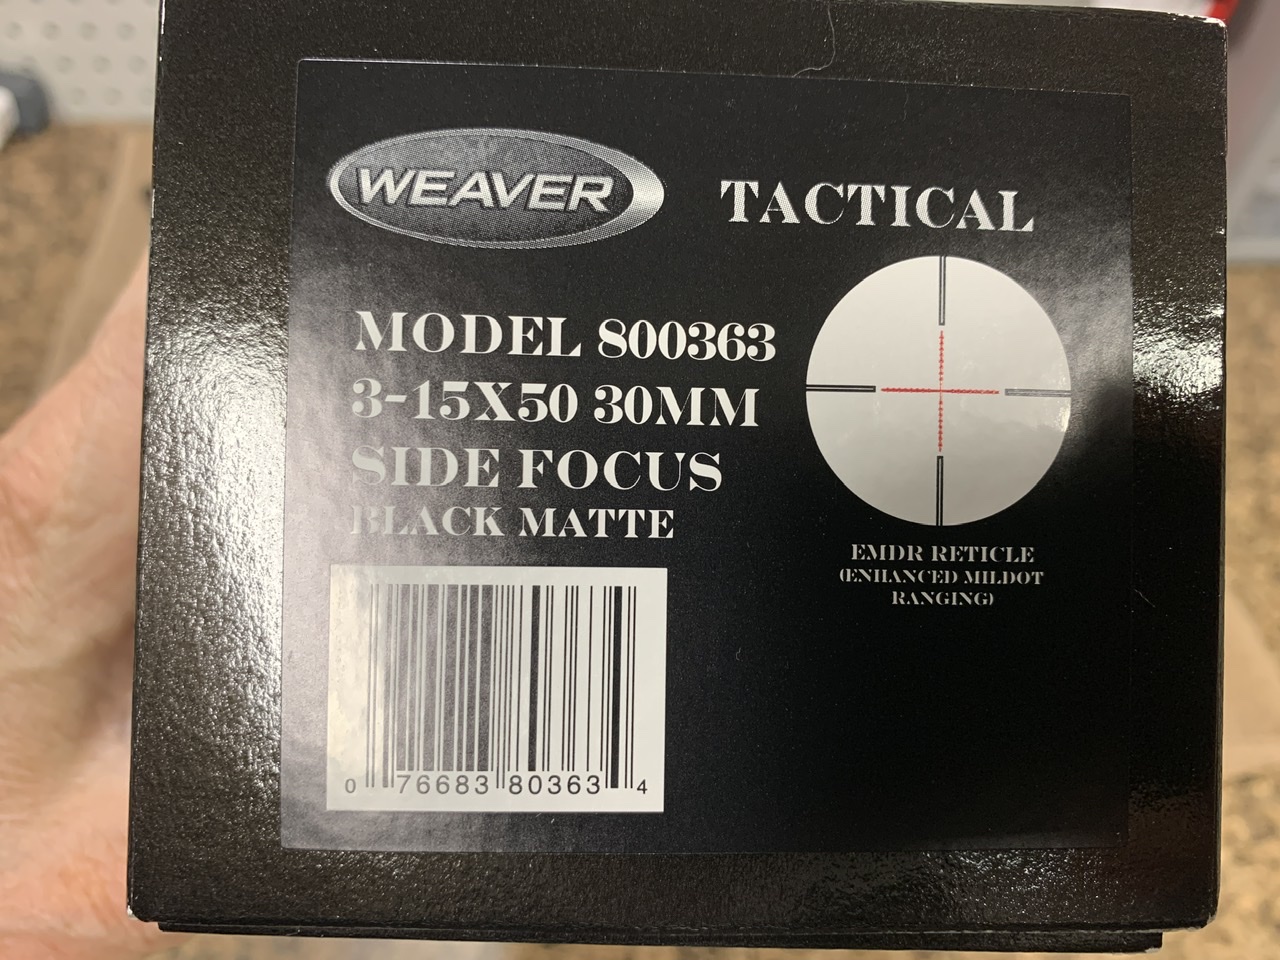 WEAVER
TACTICAL
MODEL 800363
3-15X50 30MM
SIDE FOCUS
BLACK MATTE
EMDR RETICLE
(ENHANCED MILDOT
RANGING)
0 76683 80363 4